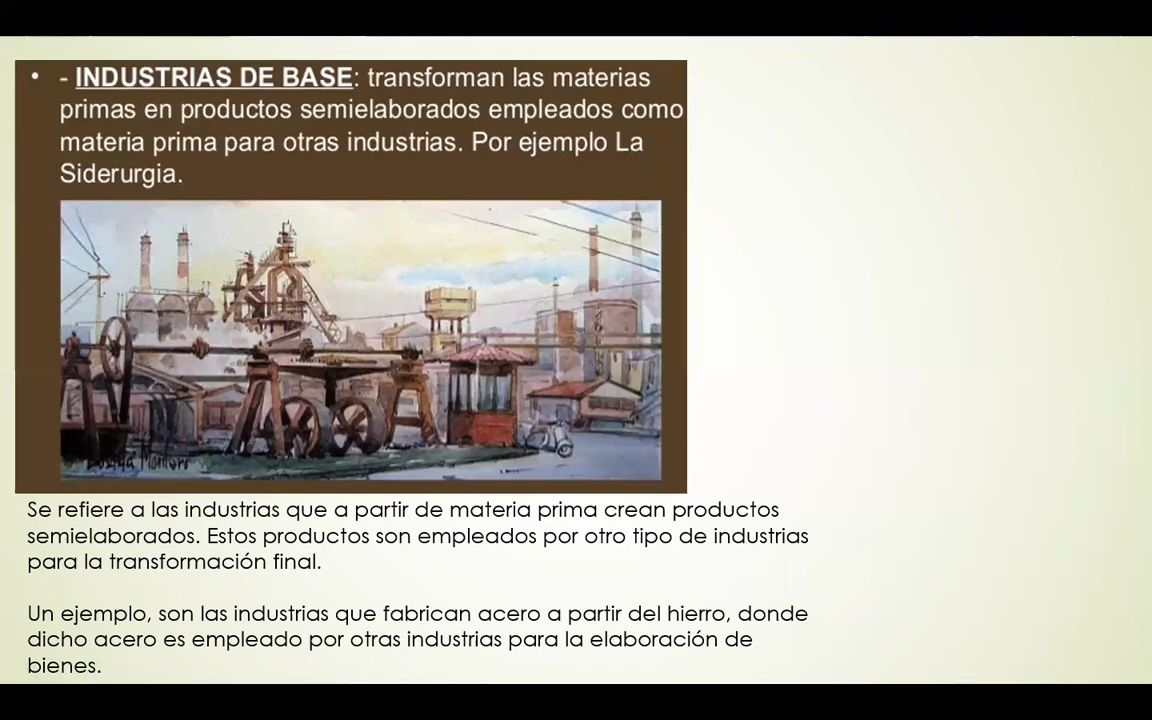 • - INDUSTRIAS DE BASE: transforman las materias
primas en productos semielaborados empleados como
materia prima para otras industrias. Por ejemplo La
Siderurgia.
Se refiere a las industrias que a partir de materia prima crean productos
semielaborados. Estos productos son empleados por otro tipo de industrias
para la transformación final.
Un ejemplo, son las industrias que fabrican acero a partir del hierro, donde
dicho acero es empleado por otras industrias para la elaboración de
bienes.